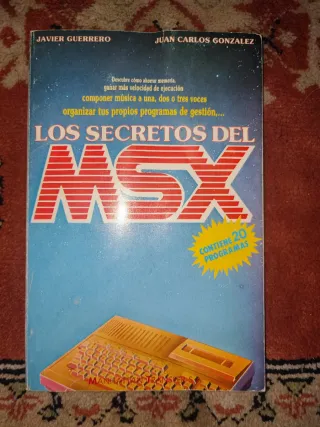 JAVIER GUERRERO JUAN CARLOS GONZALEZ
Descubre cómo ahorrar memoria,
ganar más velocidad de ejecución
componer música a una, dos o tres voces
organizar tus propios programas de gestión,...
LOS SECRETOS DEL
MSX
CONTIENE 20
PROGRAMAS